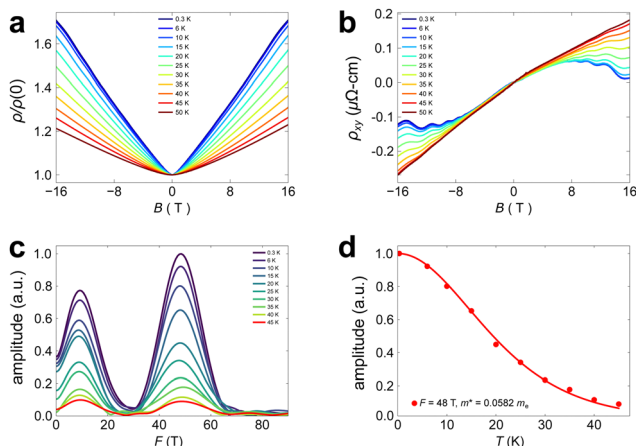 a
ρ/ρ(0)
1.6
1.4
1.2
1.0
-16
-8
0
8
16
B ( T )
0.3 K
6 K
10 K
15 K
20 K
25 K
30 K
35 K
40 K
45 K
50 K
b
ρxy (μΩ-cm)
0.2
0.1
0.0
-0.1
-0.2
-16
-8
0
8
16
B ( T )
0.3 K
6 K
10 K
15 K
20 K
25 K
30 K
35 K
40 K
45 K
50 K
c
amplitude (a.u.)
1.0
0.8
0.6
0.4
0.2
0.0
0
20
40
60
80
F (T)
0.3 K
6 K
10 K
15 K
20 K
25 K
30 K
35 K
40 K
45 K
d
amplitude (a.u.)
1.0
0.8
0.6
0.4
0.2
0.0
0
10
20
30
40
T (K)
F = 48 T, m* = 0.0582 me